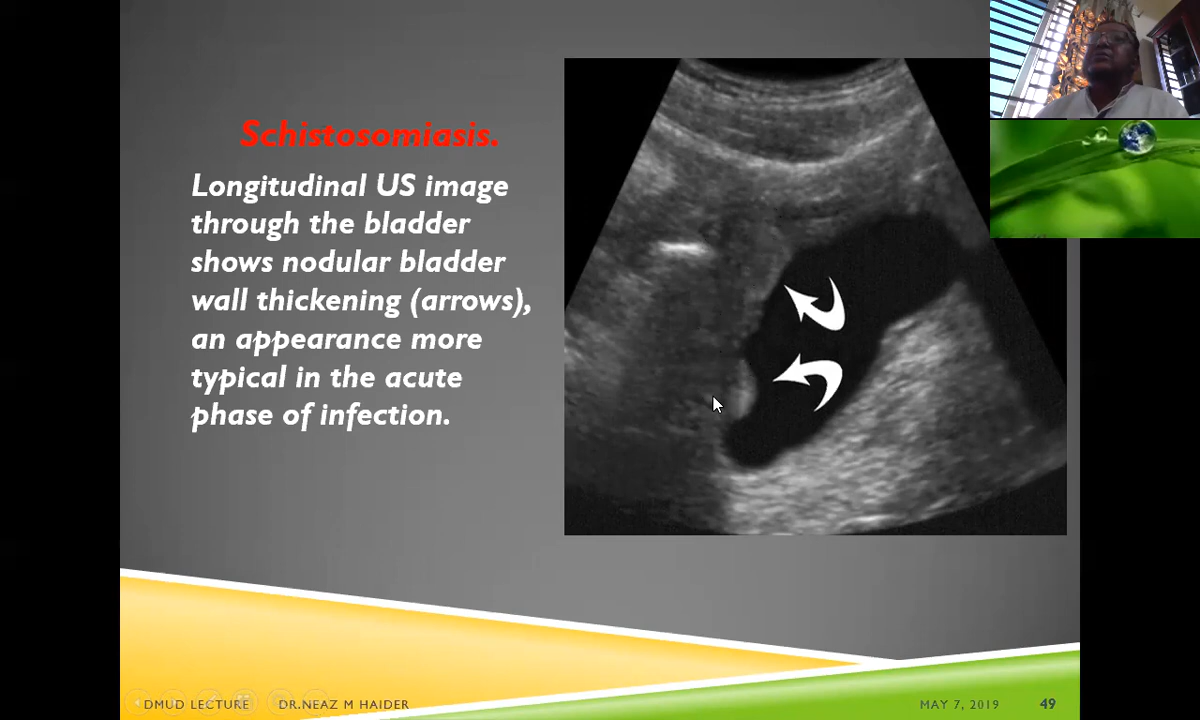 Schistosomiasis.
Longitudinal US image
through the bladder
shows nodular bladder
wall thickening (arrows),
an appearance more
typical in the acute
phase of infection.
DMUD LECTURE DR.NEAZ M HAIDER MAY 7, 2019 49